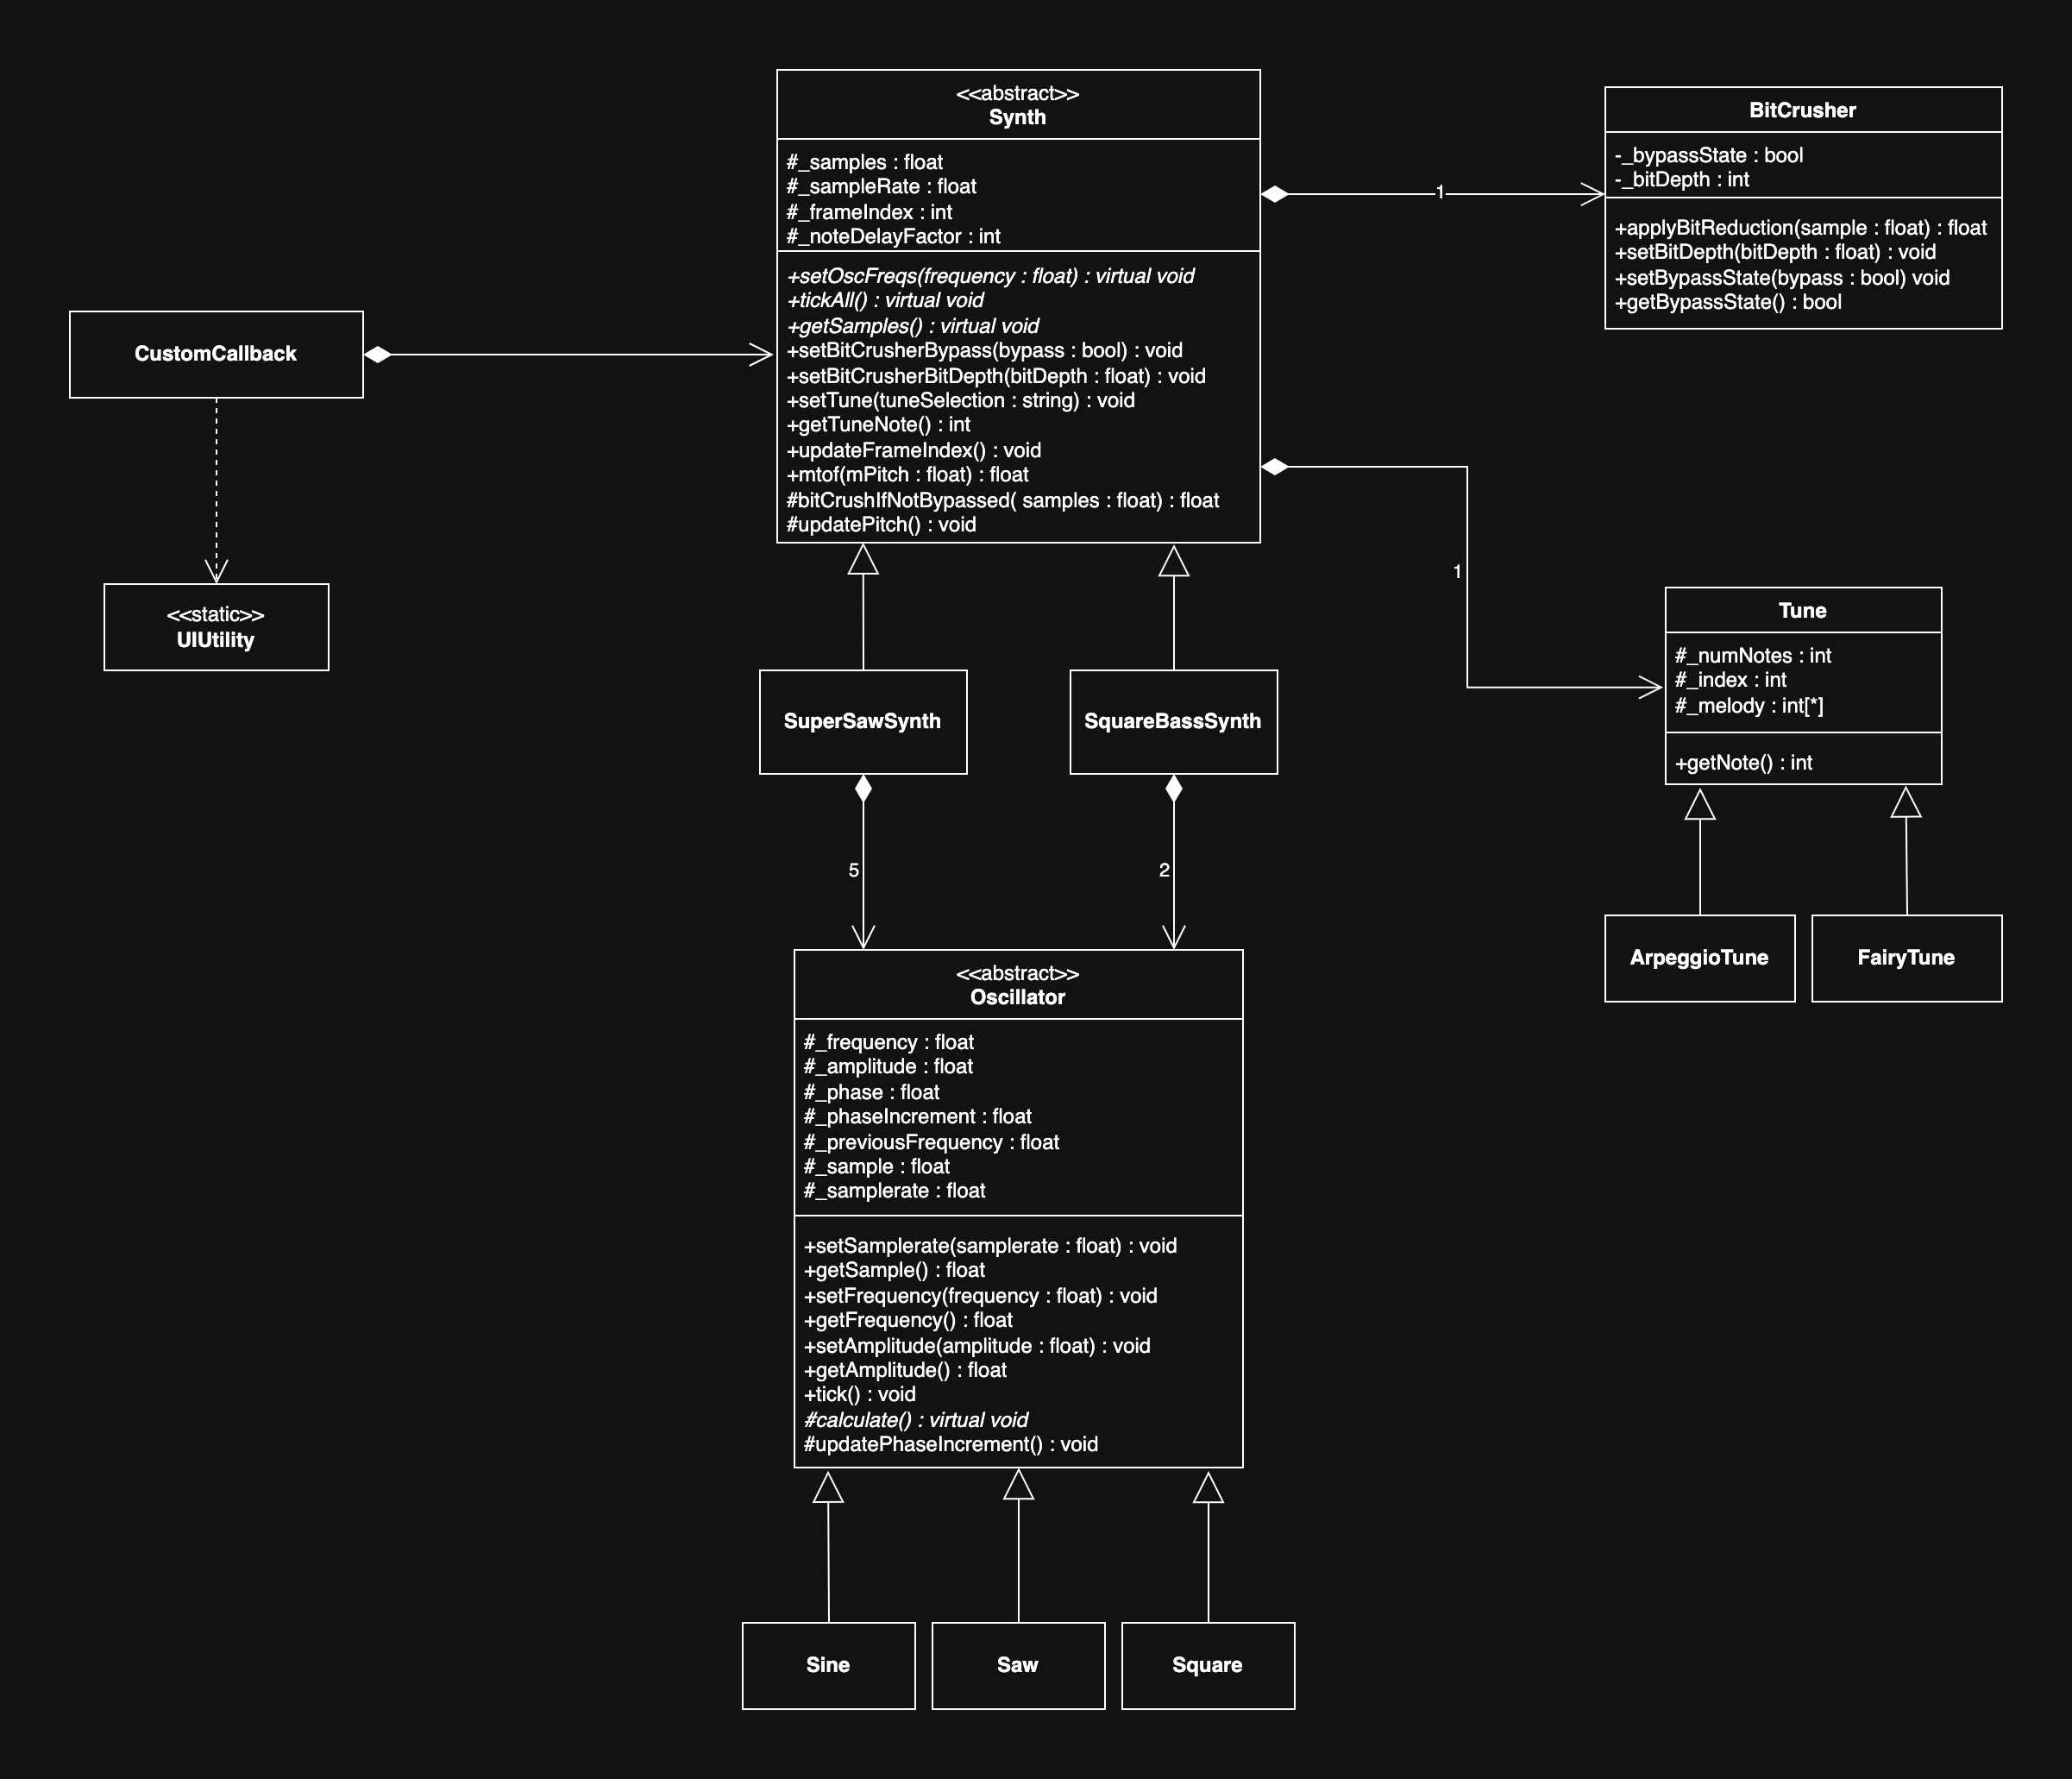 <<abstract>>
Synth
#_samples : float
#_sampleRate : float
#_frameIndex : int
#_noteDelayFactor : int
+setOscFreqs(frequency : float) : virtual void
+tickAll() : virtual void
+getSamples() : virtual void
+setBitCrusherBypass(bypass : bool) : void
+setBitCrusherBitDepth(bitDepth : float) : void
+setTune(tuneSelection : string) : void
+getTuneNote() : int
+updateFrameIndex() : void
+mtof(mPitch : float) : float
#bitCrushIfNotBypassed( samples : float) : float
#updatePitch() : void
1
BitCrusher
-_bypassState : bool
-_bitDepth : int
+applyBitReduction(sample : float) : float
+setBitDepth(bitDepth : float) : void
+setBypassState(bypass : bool) void
+getBypassState() : bool
CustomCallback
<<static>>
UIUtility
1
Tune
#_numNotes : int
#_index : int
#_melody : int[*]
+getNote() : int
SuperSawSynth
SquareBassSynth
5
2
ArpeggioTune
FairyTune
<<abstract>>
Oscillator
#_frequency : float
#_amplitude : float
#_phase : float
#_phaseIncrement : float
#_previousFrequency : float
#_sample : float
#_samplerate : float
+setSamplerate(samplerate : float) : void
+getSample() : float
+setFrequency(frequency : float) : void
+getFrequency() : float
+setAmplitude(amplitude : float) : void
+getAmplitude() : float
+tick() : void
#calculate() : virtual void
#updatePhaseIncrement() : void
Sine
Saw
Square